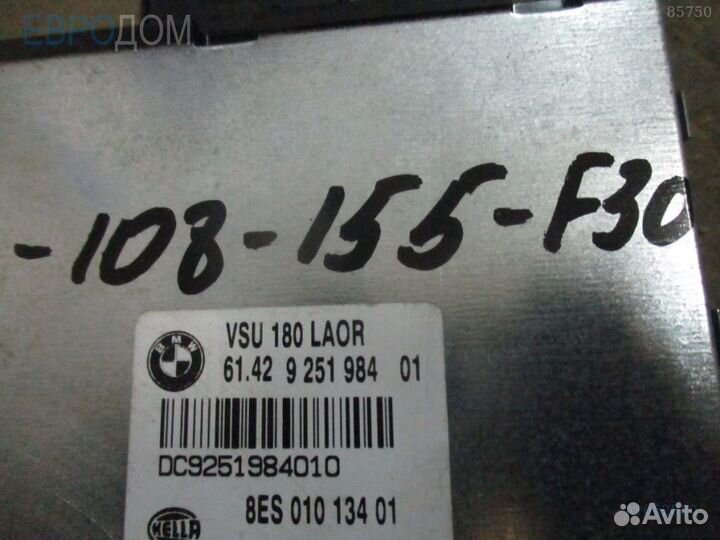 85750
ЕВРОДОМ
-108-155-F30
BMW
VSU 180 LAOR
61.42 9 251 984 01
DC9251984010
8ES 010 134 01
HELLA
Avito